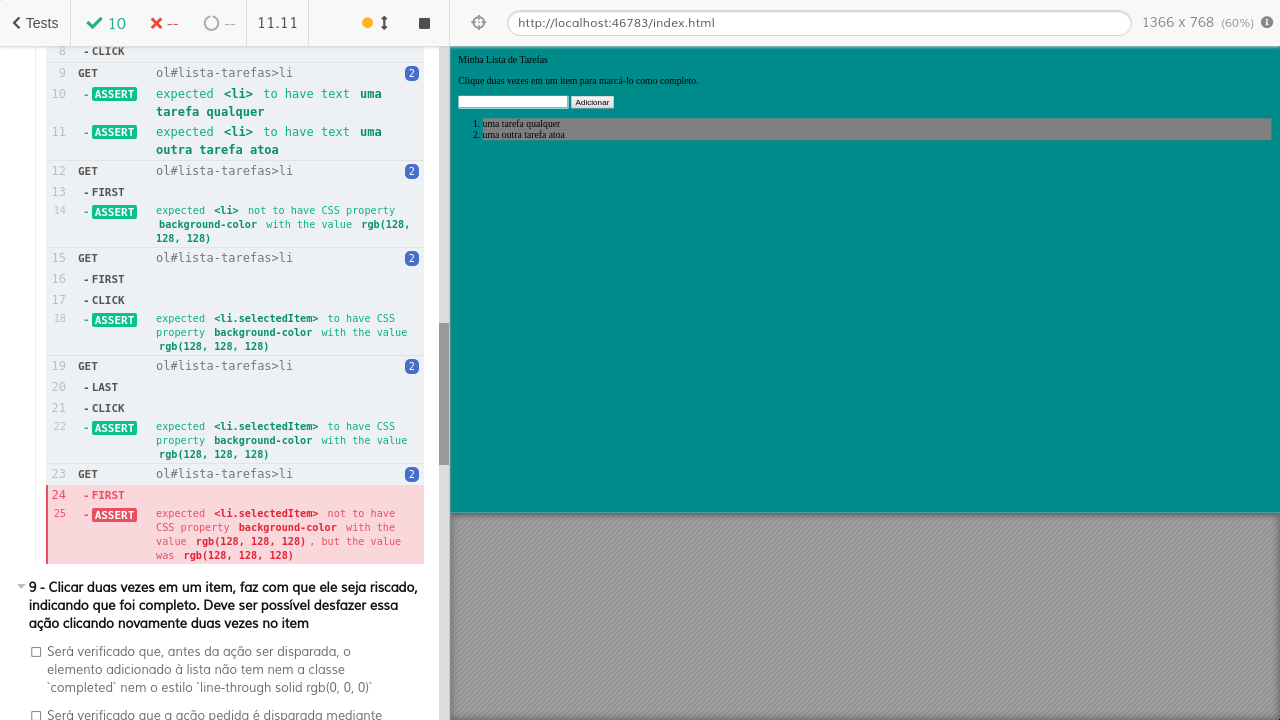 Tests 10 -- -- 11.11 http://localhost:46783/index.html 1366 x 768 (60%)
8 - CLICK
9 GET ol#lista-tarefas>li 2
10 - ASSERT expected <li> to have text uma
tarefa qualquer
11 - ASSERT expected <li> to have text uma
outra tarefa atoa
12 GET ol#lista-tarefas>li 2
13 - FIRST
14 - ASSERT expected <li> not to have CSS property
background-color with the value rgb(128,
128, 128)
15 GET ol#lista-tarefas>li 2
16 - FIRST
17 - CLICK
18 - ASSERT expected <li.selectedItem> to have CSS
property background-color with the value
rgb(128, 128, 128)
19 GET ol#lista-tarefas>li 2
20 - LAST
21 - CLICK
22 - ASSERT expected <li.selectedItem> to have CSS
property background-color with the value
rgb(128, 128, 128)
23 GET ol#lista-tarefas>li 2
24 - FIRST
25 - ASSERT expected <li.selectedItem> not to have
CSS property background-color with the
value rgb(128, 128, 128), but the value
was rgb(128, 128, 128)
9 - Clicar duas vezes em um item, faz com que ele seja riscado,
indicando que foi completo. Deve ser possível desfazer essa
ação clicando novamente duas vezes no item
Será verificado que, antes da ação ser disparada, o
elemento adicionado à lista não tem nem a classe
`completed` nem o estilo `line-through solid rgb(0, 0, 0)`
Será verificado que a ação pedida é disparada mediante
Minha Lista de Tarefas
Clique duas vezes em um item para marcá-lo como completo.
Adicionar
1. uma tarefa qualquer
2. uma outra tarefa atoa